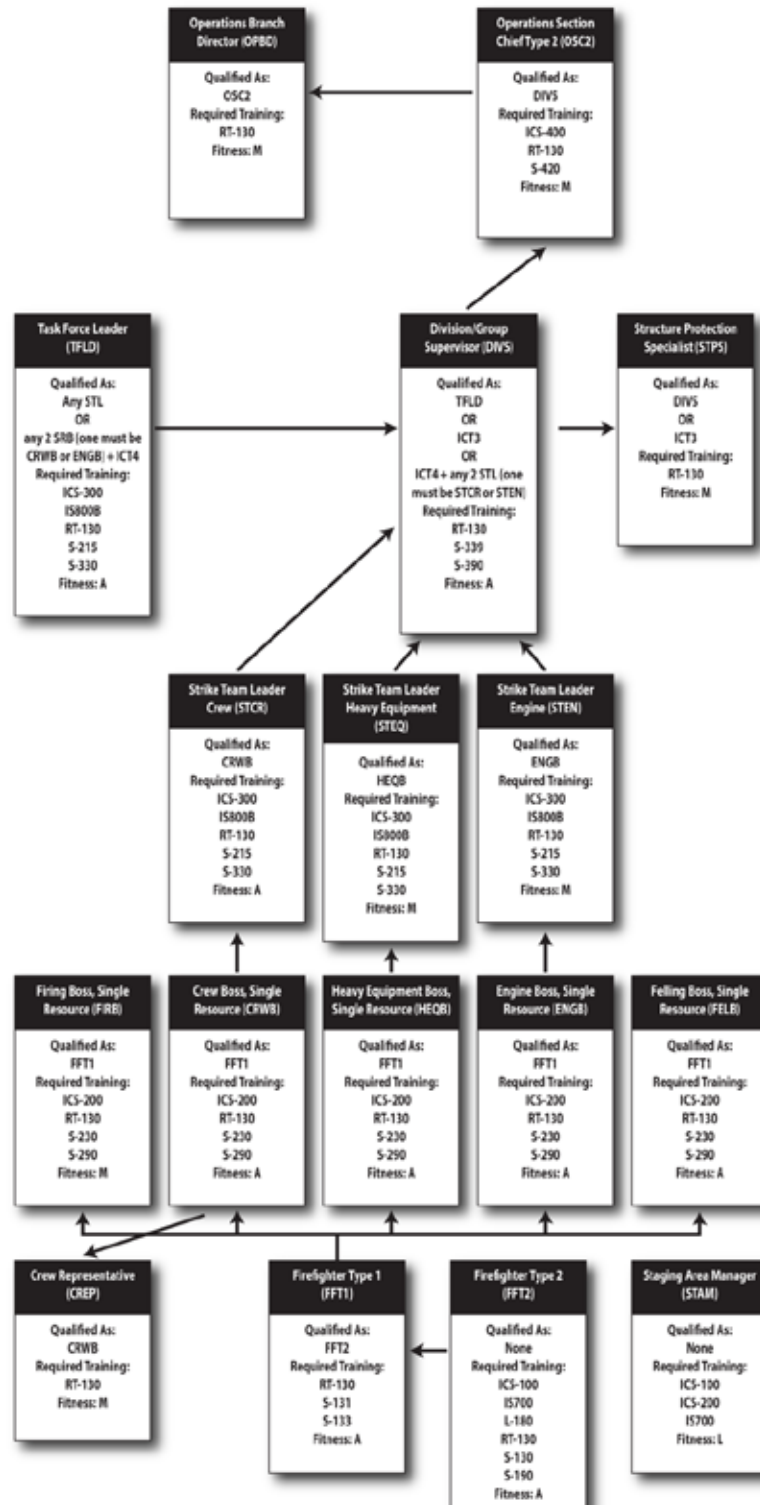 Operations Branch
Director (OPBD)
Qualified As:
OSC2
Required Training:
RT-130
Fitness: M
Operations Section
Chief Type 2 (OSC2)
Qualified As:
DIVS
Required Training:
ICS-400
RT-130
S-420
Fitness: M
Task Force Leader
(TFLD)
Qualified As:
Any STL
OR
any 2 SRB (one must be
CRWB or ENGB) + ICT4
Required Training:
ICS-300
IS800B
RT-130
S-215
S-330
Fitness: A
Division/Group
Supervisor (DIVS)
Qualified As:
TFLD
OR
ICT3
OR
ICT4 + any 2 STL (one
must be STCR or STEN)
Required Training:
RT-130
S-339
S-390
Fitness: A
Structure Protection
Specialist (STPS)
Qualified As:
DIVS
OR
ICT3
Required Training:
RT-130
Fitness: M
Strike Team Leader
Crew (STCR)
Qualified As:
CRWB
Required Training:
ICS-300
IS800B
RT-130
S-215
S-330
Fitness: A
Strike Team Leader
Heavy Equipment
(STEQ)
Qualified As:
HEQB
Required Training:
ICS-300
IS800B
RT-130
S-215
S-330
Fitness: M
Strike Team Leader
Engine (STEN)
Qualified As:
ENGB
Required Training:
ICS-300
IS800B
RT-130
S-215
S-330
Fitness: M
Firing Boss, Single
Resource (FIRB)
Qualified As:
FFT1
Required Training:
ICS-200
RT-130
S-230
S-290
Fitness: M
Crew Boss, Single
Resource (CRWB)
Qualified As:
FFT1
Required Training:
ICS-200
RT-130
S-230
S-290
Fitness: A
Heavy Equipment Boss,
Single Resource (HEQB)
Qualified As:
FFT1
Required Training:
ICS-200
RT-130
S-230
S-290
Fitness: A
Engine Boss, Single
Resource (ENGB)
Qualified As:
FFT1
Required Training:
ICS-200
RT-130
S-230
S-290
Fitness: A
Felling Boss, Single
Resource (FELB)
Qualified As:
FFT1
Required Training:
ICS-200
RT-130
S-230
S-290
Fitness: A
Crew Representative
(CREP)
Qualified As:
CRWB
Required Training:
RT-130
Fitness: M
Firefighter Type 1
(FFT1)
Qualified As:
FFT2
Required Training:
RT-130
S-131
S-133
Fitness: A
Firefighter Type 2
(FFT2)
Qualified As:
None
Required Training:
ICS-100
IS700
L-180
RT-130
S-130
S-190
Fitness: A
Staging Area Manager
(STAM)
Qualified As:
None
Required Training:
ICS-100
ICS-200
IS700
Fitness: L